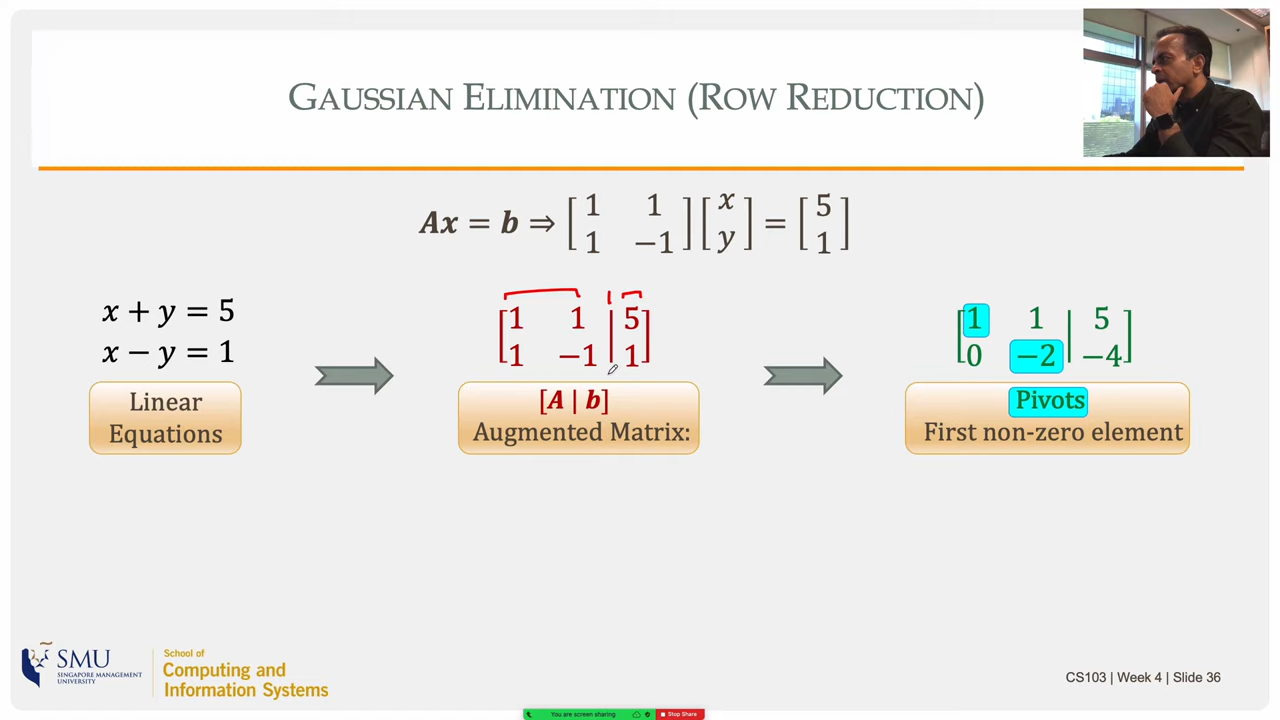 GAUSSIAN ELIMINATION (ROW REDUCTION)
Ax = b ⇒ [1 1; 1 −1] [x; y] = [5; 1]
x + y = 5
x − y = 1
Linear
Equations
[1 1 | 5
1 −1 | 1]
[A | b]
Augmented Matrix:
[1 1 | 5
0 −2 | −4]
Pivots
First non-zero element
SMU
SINGAPORE MANAGEMENT
UNIVERSITY
School of
Computing and
Information Systems
CS103 | Week 4 | Slide 36
You are screen sharing
Stop Share